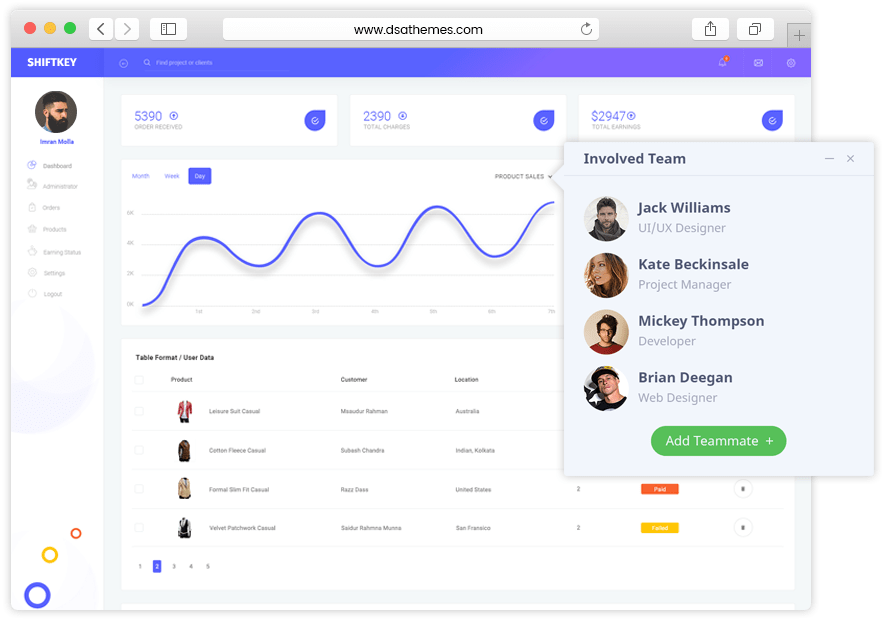 www.dsathemes.com
SHIFTKEY
Find project or clients
Imran Molla
Dashboard
Administrator
Orders
Products
Earning Status
Settings
Logout
5390
ORDER RECEIVED
2390
TOTAL CHARGES
$2947
TOTAL EARNINGS
Month Week Day
PRODUCT SALES
6K
4K
2K
0K
1st 2nd 3rd 4th 5th 6th 7th
Table Format / User Data
Product Customer Location
Leisure Suit Casual Masudur Rahman Australia
Cotton Fleece Casual Subash Chandra Indian, Kolkata
Formal Slim Fit Casual Razz Dass United States 2 Paid
Velvet Patchwork Casual Saidur Rahmna Munna San Fransico 2 Failed
1 2 3 4 5
Involved Team
Jack Williams
UI/UX Designer
Kate Beckinsale
Project Manager
Mickey Thompson
Developer
Brian Deegan
Web Designer
Add Teammate +